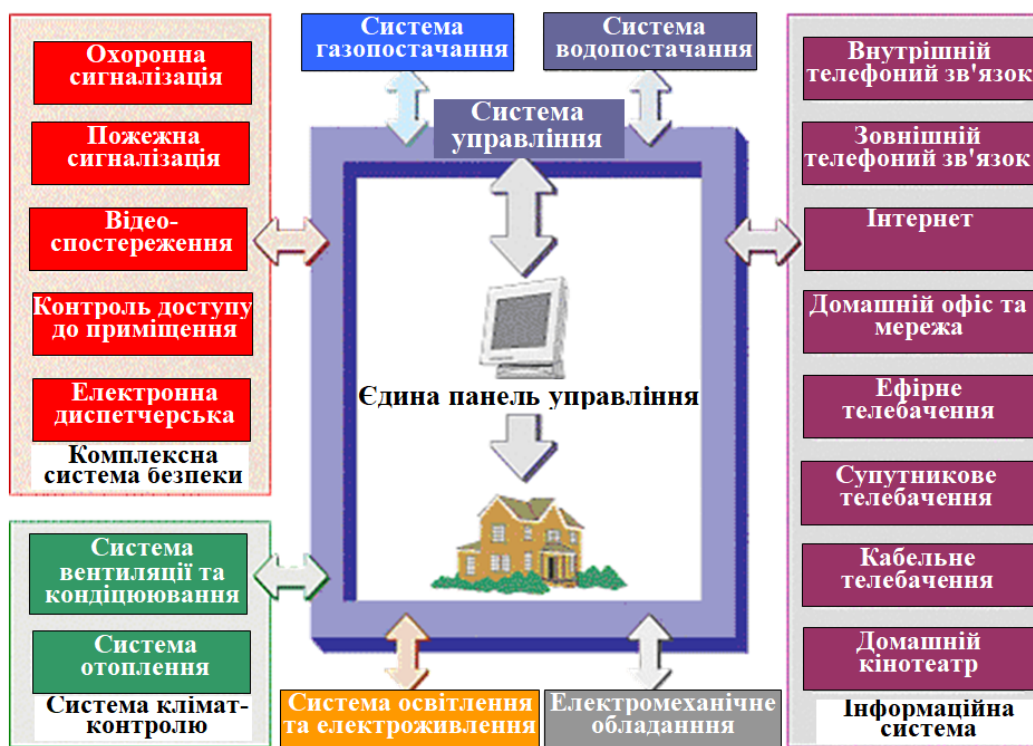 Охоронна
сигналізація
Пожежна
сигналізація
Відео-
спостереження
Контроль доступу
до приміщення
Електронна
диспетчерська
Комплексна
система безпеки
Система
вентиляції та
кондіцюювання
Система
отоплення
Система клімат-
контролю
Система
газопостачання
Система
водопостачання
Система
управління
Єдина панель управління
Система освітлення
та електроживлення
Електромеханічне
обладанння
Внутрішній
телефоний зв'язок
Зовнішній
телефоний зв'язок
Інтернет
Домашній офіс та
мережа
Ефірне
телебачення
Супутникове
телебачення
Кабельне
телебачення
Домашній
кінотеатр
Інформаційна
система